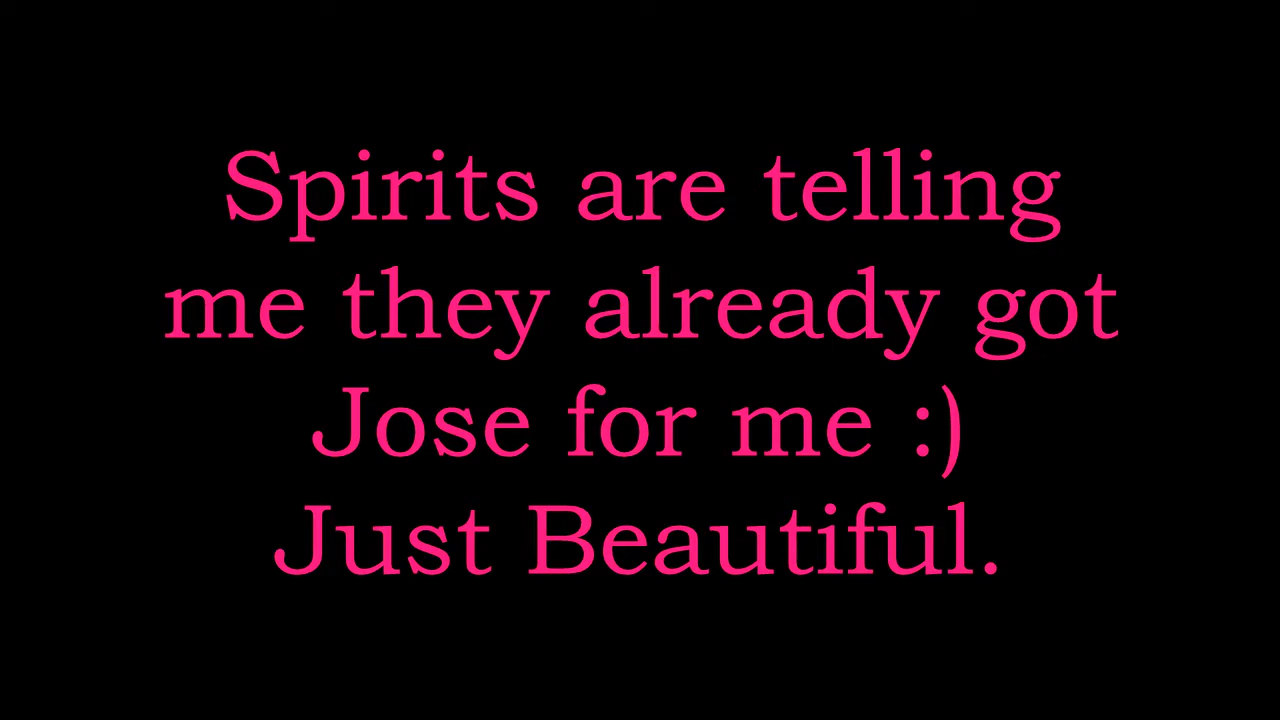 Spirits are telling
me they already got
Jose for me :)
Just Beautiful.